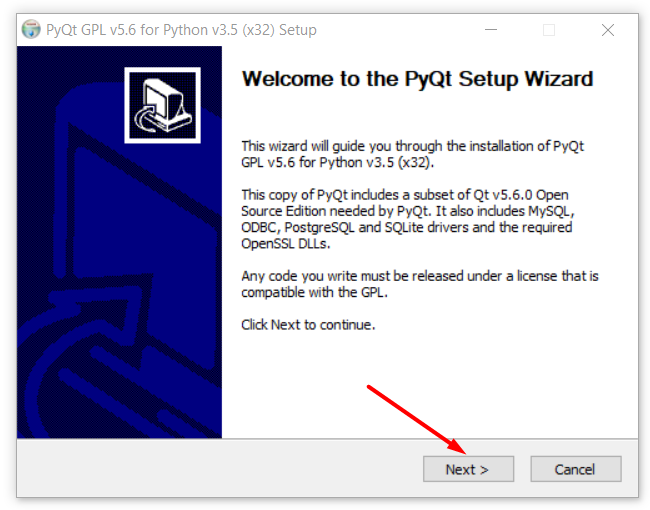 PyQt GPL v5.6 for Python v3.5 (x32) Setup
Welcome to the PyQt Setup Wizard
This wizard will guide you through the installation of PyQt
GPL v5.6 for Python v3.5 (x32).
This copy of PyQt includes a subset of Qt v5.6.0 Open
Source Edition needed by PyQt. It also includes MySQL,
ODBC, PostgreSQL and SQLite drivers and the required
OpenSSL DLLs.
Any code you write must be released under a license that is
compatible with the GPL.
Click Next to continue.
Next >
Cancel